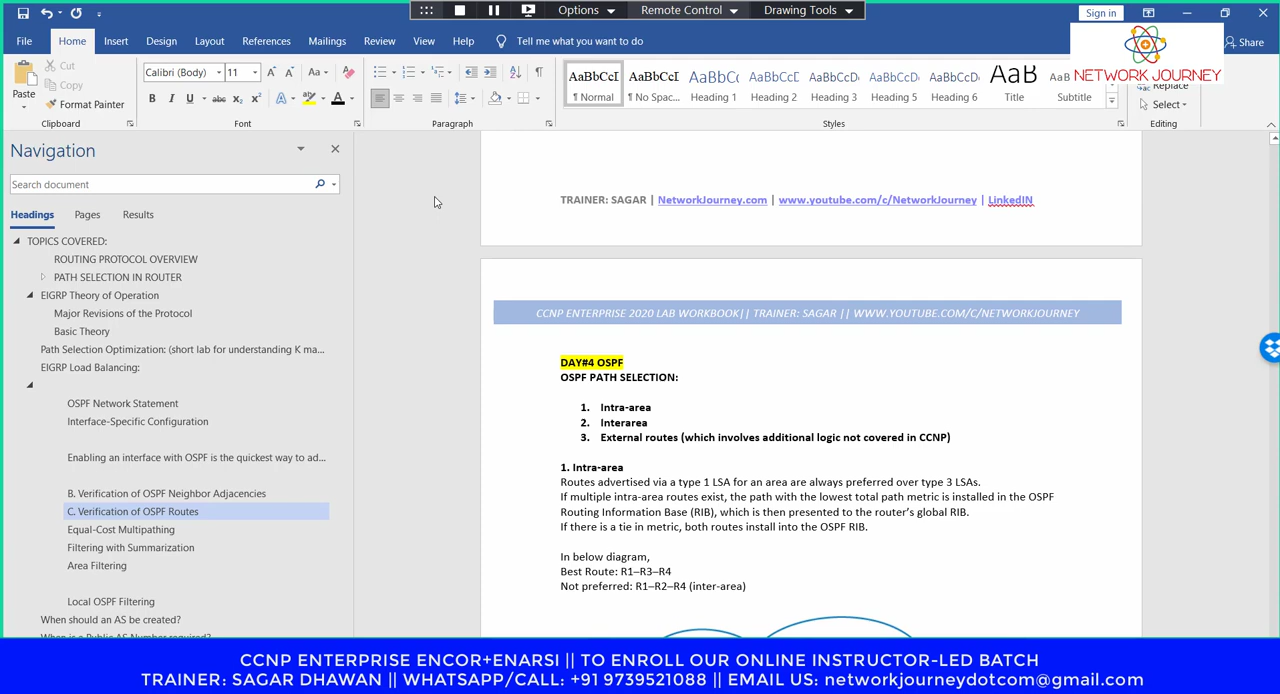 Options
Remote Control
Drawing Tools
Sign in
File
Home
Insert
Design
Layout
References
Mailings
Review
View
Help
Tell me what you want to do
Share
NETWORK JOURNEY
Paste
Cut
Copy
Format Painter
Clipboard
Calibri (Body)
11
Font
Paragraph
AaBbCcI
¶ Normal
AaBbCcI
¶ No Spac...
AaBbCc
Heading 1
AaBbCcI
Heading 2
AaBbCcI
Heading 3
AaBbCcI
Heading 5
AaBbCcI
Heading 6
AaB
Title
Subtitle
Styles
Replace
Select
Editing
Navigation
Search document
Headings
Pages
Results
TOPICS COVERED:
ROUTING PROTOCOL OVERVIEW
PATH SELECTION IN ROUTER
EIGRP Theory of Operation
Major Revisions of the Protocol
Basic Theory
Path Selection Optimization: (short lab for understanding K ma...
EIGRP Load Balancing:
OSPF Network Statement
Interface-Specific Configuration
Enabling an interface with OSPF is the quickest way to ad...
B. Verification of OSPF Neighbor Adjacencies
C. Verification of OSPF Routes
Equal-Cost Multipathing
Filtering with Summarization
Area Filtering
Local OSPF Filtering
When should an AS be created?
When is a Public AS Number required?
TRAINER: SAGAR | NetworkJourney.com | www.youtube.com/c/NetworkJourney | LinkedIN
CCNP ENTERPRISE 2020 LAB WORKBOOK|| TRAINER: SAGAR || WWW.YOUTUBE.COM/C/NETWORKJOURNEY
DAY#4 OSPF
OSPF PATH SELECTION:
1. Intra-area
2. Interarea
3. External routes (which involves additional logic not covered in CCNP)
1. Intra-area
Routes advertised via a type 1 LSA for an area are always preferred over type 3 LSAs.
If multiple intra-area routes exist, the path with the lowest total path metric is installed in the OSPF
Routing Information Base (RIB), which is then presented to the router's global RIB.
If there is a tie in metric, both routes install into the OSPF RIB.
In below diagram,
Best Route: R1–R3–R4
Not preferred: R1–R2–R4 (inter-area)
CCNP ENTERPRISE ENCOR+ENARSI || TO ENROLL OUR ONLINE INSTRUCTOR-LED BATCH
TRAINER: SAGAR DHAWAN || WHATSAPP/CALL: +91 9739521088 || EMAIL US: networkjourneydotcom@gmail.com